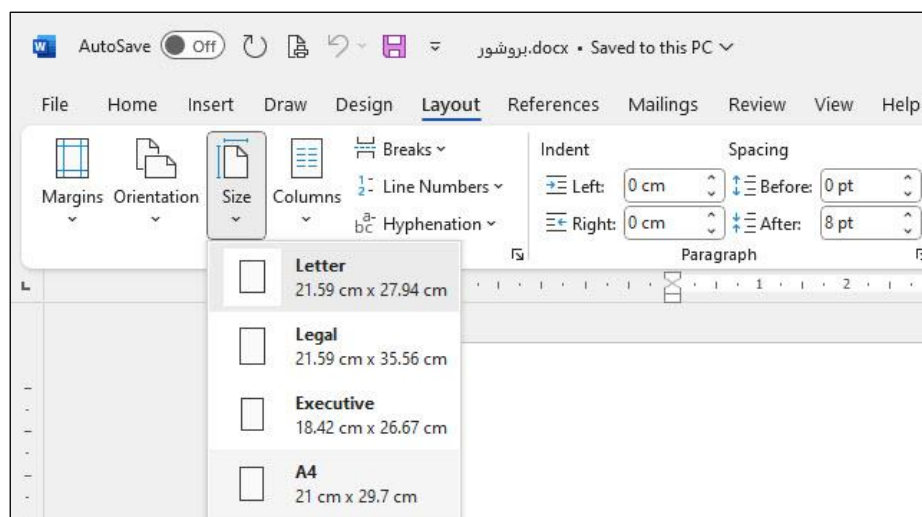 AutoSave Off بروشور.docx • Saved to this PC
File Home Insert Draw Design Layout References Mailings Review View Help
Margins Orientation Size Columns
Breaks
Line Numbers
Hyphenation
Indent Spacing
Left: 0 cm Before: 0 pt
Right: 0 cm After: 8 pt
Paragraph
Letter
21.59 cm x 27.94 cm
1 2
Legal
21.59 cm x 35.56 cm
Executive
18.42 cm x 26.67 cm
A4
21 cm x 29.7 cm